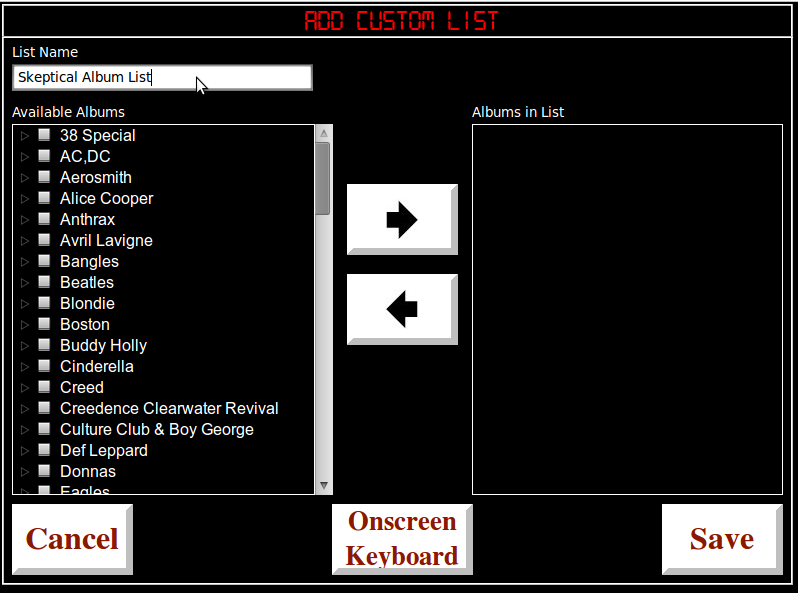 ADD CUSTOM LIST
List Name
Skeptical Album List
Available Albums
Albums in List
38 Special
AC,DC
Aerosmith
Alice Cooper
Anthrax
Avril Lavigne
Bangles
Beatles
Blondie
Boston
Buddy Holly
Cinderella
Creed
Creedence Clearwater Revival
Culture Club & Boy George
Def Leppard
Donnas
Eagles
Cancel
Onscreen
Keyboard
Save